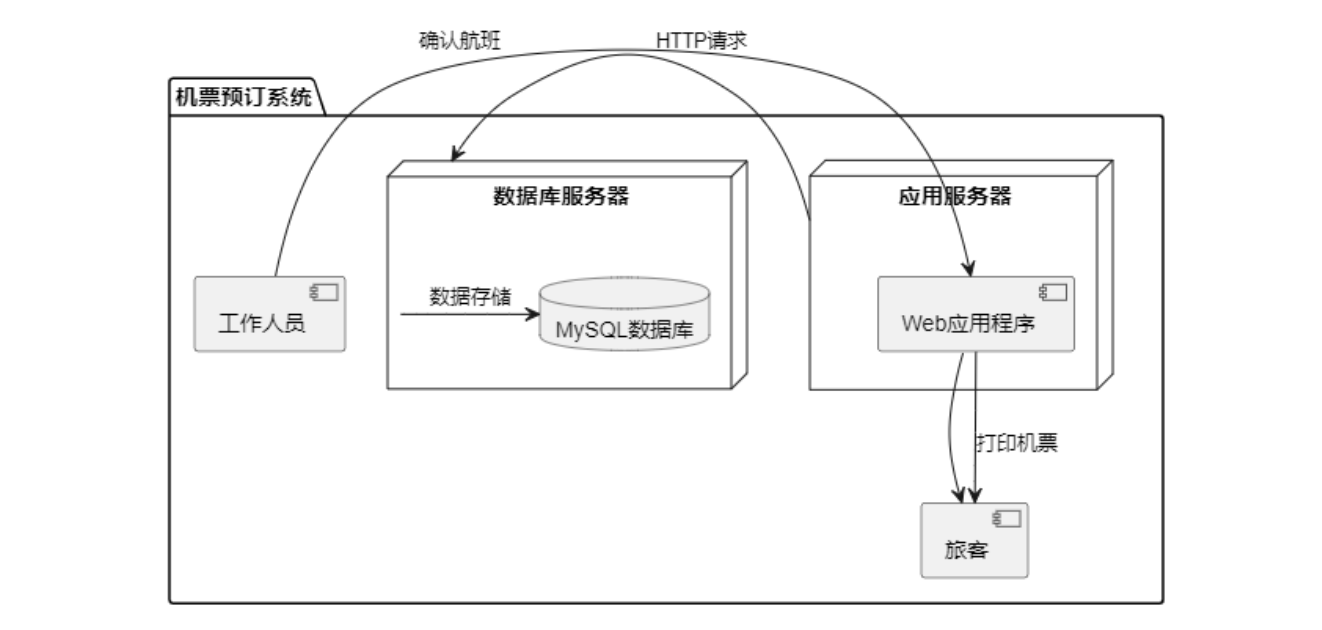 确认航班
HTTP请求
机票预订系统
数据库服务器
应用服务器
数据存储
工作人员
MySQL数据库
Web应用程序
打印机票
旅客